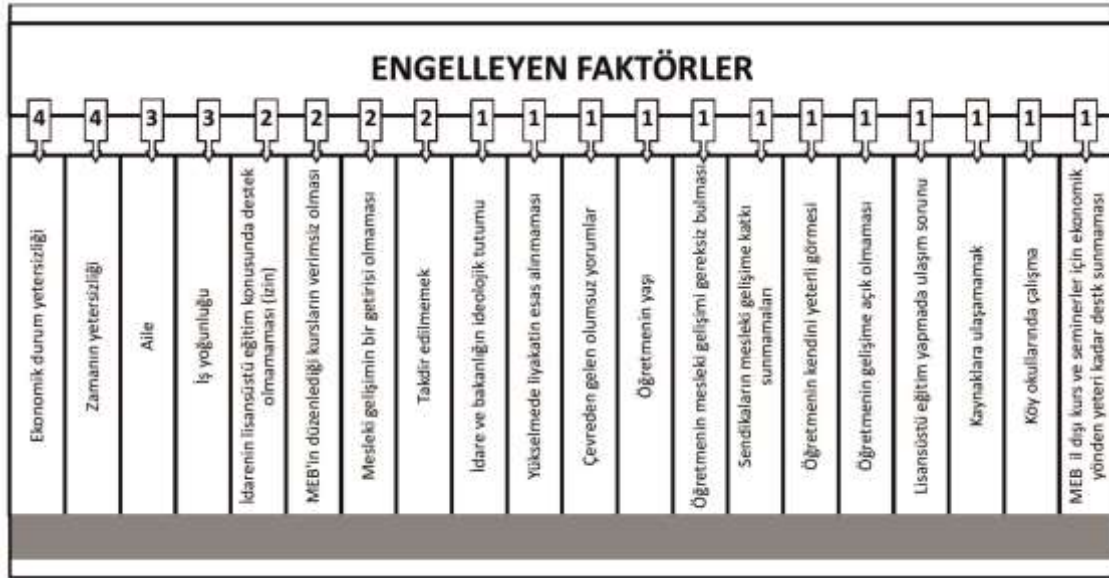 ENGELLEYEN FAKTÖRLER
4 4 3 3 2 2 2 2 1 1 1 1 1 1 1 1 1 1 1 1
Ekonomik durum yetersizliği
Zamanın yetersizliği
Aile
İş yoğunluğu
İdarenin lisansüstü eğitim konusunda destek
olmaması (izin)
MEB'in düzenlediği kursların verimsiz olması
Mesleki gelişimin bir getirisi olmaması
Takdir edilmemek
İdare ve bakanlığın ideolojik tutumu
Yükselmede liyakatin esas alınmaması
Çevreden gelen olumsuz yorumlar
Öğretmenin yaşı
Öğretmenin mesleki gelişimi gereksiz bulması
Sendikaların mesleki gelişime katkı
sunmamaları
Öğretmenin kendini yeterli görmesi
Öğretmenin gelişime açık olmaması
Lisansüstü eğitim yapmada ulaşım sorunu
Kaynaklara ulaşamamak
Köy okullarında çalışma
MEB il dışı kurs ve seminerler için ekonomik
yönden yeteri kadar destk sunmaması